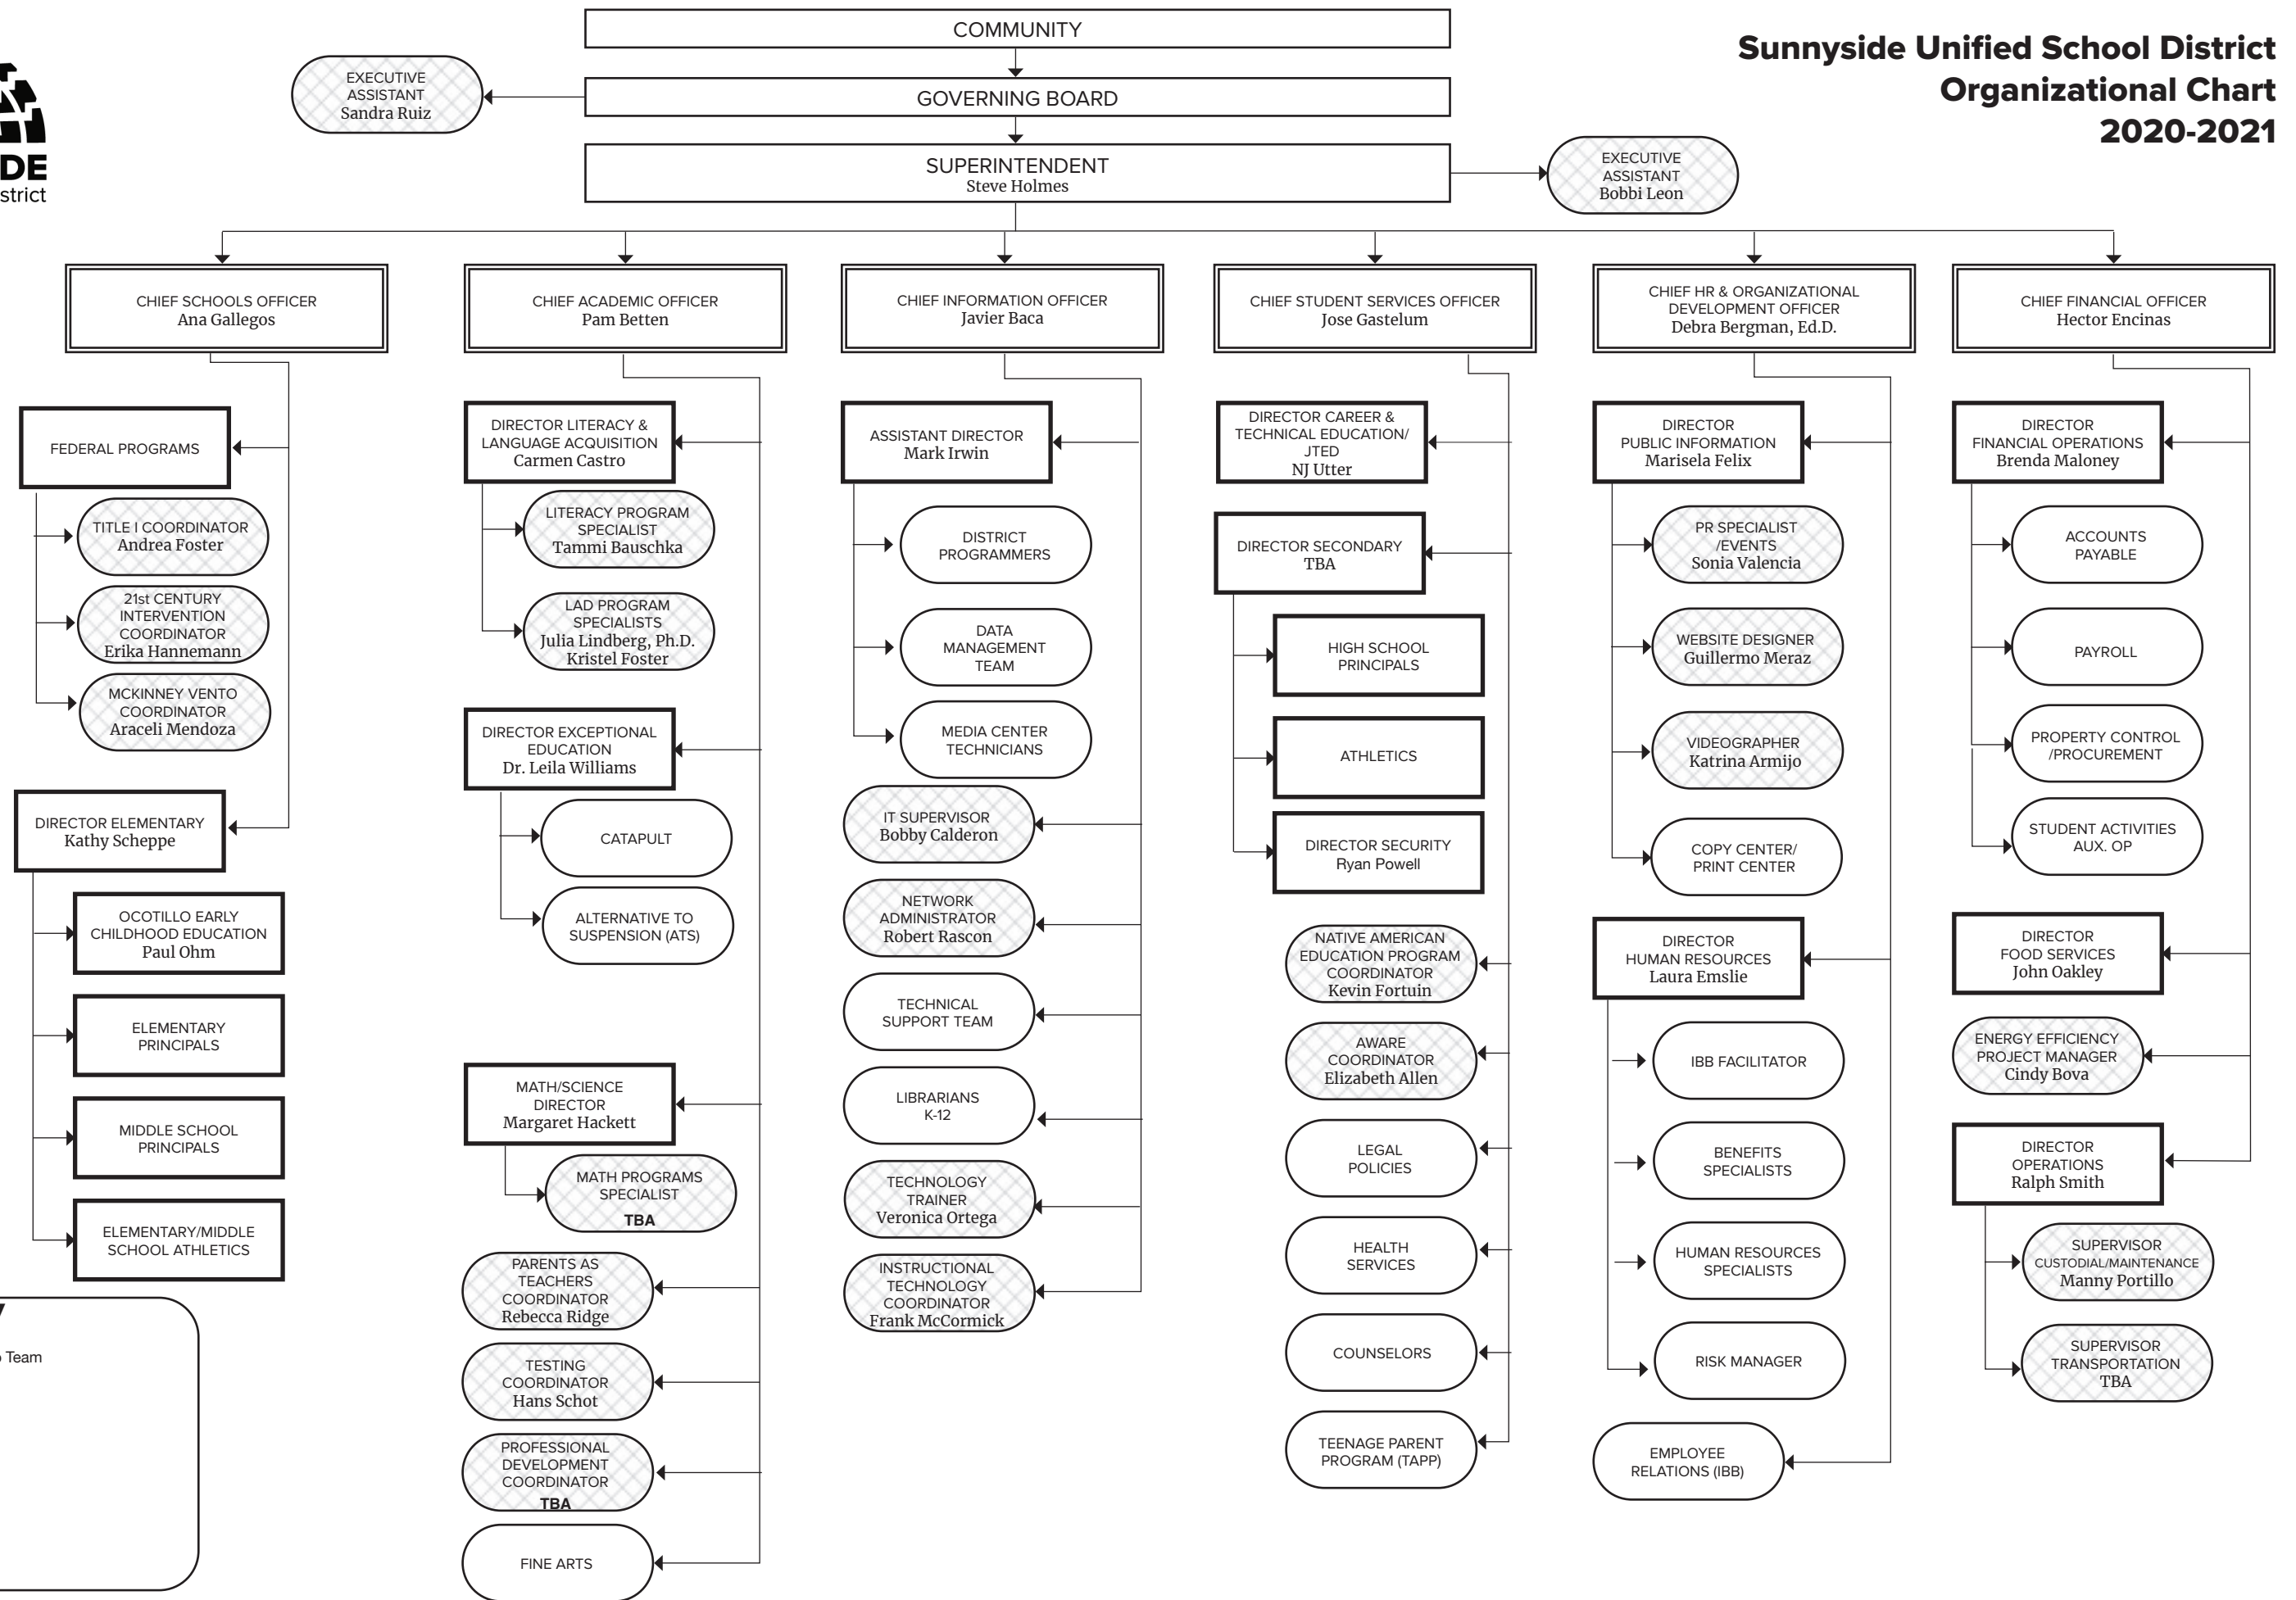 COMMUNITY
GOVERNING BOARD
SUPERINTENDENT
Steve Holmes
EXECUTIVE
ASSISTANT
Sandra Ruiz
EXECUTIVE
ASSISTANT
Bobbi Leon
Sunnyside Unified School District
Organizational Chart
2020-2021
DE
strict
CHIEF SCHOOLS OFFICER
Ana Gallegos
FEDERAL PROGRAMS
TITLE I COORDINATOR
Andrea Foster
21st CENTURY
INTERVENTION
COORDINATOR
Erika Hannemann
MCKINNEY VENTO
COORDINATOR
Araceli Mendoza
DIRECTOR ELEMENTARY
Kathy Scheppe
OCOTILLO EARLY
CHILDHOOD EDUCATION
Paul Ohm
ELEMENTARY
PRINCIPALS
MIDDLE SCHOOL
PRINCIPALS
ELEMENTARY/MIDDLE
SCHOOL ATHLETICS
Team
CHIEF ACADEMIC OFFICER
Pam Betten
DIRECTOR LITERACY &
LANGUAGE ACQUISITION
Carmen Castro
LITERACY PROGRAM
SPECIALIST
Tammi Bauschka
LAD PROGRAM
SPECIALISTS
Julia Lindberg, Ph.D.
Kristel Foster
DIRECTOR EXCEPTIONAL
EDUCATION
Dr. Leila Williams
CATAPULT
ALTERNATIVE TO
SUSPENSION (ATS)
MATH/SCIENCE
DIRECTOR
Margaret Hackett
MATH PROGRAMS
SPECIALIST
TBA
PARENTS AS
TEACHERS
COORDINATOR
Rebecca Ridge
TESTING
COORDINATOR
Hans Schot
PROFESSIONAL
DEVELOPMENT
COORDINATOR
TBA
FINE ARTS
CHIEF INFORMATION OFFICER
Javier Baca
ASSISTANT DIRECTOR
Mark Irwin
DISTRICT
PROGRAMMERS
DATA
MANAGEMENT
TEAM
MEDIA CENTER
TECHNICIANS
IT SUPERVISOR
Bobby Calderon
NETWORK
ADMINISTRATOR
Robert Rascon
TECHNICAL
SUPPORT TEAM
LIBRARIANS
K-12
TECHNOLOGY
TRAINER
Veronica Ortega
INSTRUCTIONAL
TECHNOLOGY
COORDINATOR
Frank McCormick
CHIEF STUDENT SERVICES OFFICER
Jose Gastelum
DIRECTOR CAREER &
TECHNICAL EDUCATION/
JTED
NJ Utter
DIRECTOR SECONDARY
TBA
HIGH SCHOOL
PRINCIPALS
ATHLETICS
DIRECTOR SECURITY
Ryan Powell
NATIVE AMERICAN
EDUCATION PROGRAM
COORDINATOR
Kevin Fortuin
AWARE
COORDINATOR
Elizabeth Allen
LEGAL
POLICIES
HEALTH
SERVICES
COUNSELORS
TEENAGE PARENT
PROGRAM (TAPP)
CHIEF HR & ORGANIZATIONAL
DEVELOPMENT OFFICER
Debra Bergman, Ed.D.
DIRECTOR
PUBLIC INFORMATION
Marisela Felix
PR SPECIALIST
/EVENTS
Sonia Valencia
WEBSITE DESIGNER
Guillermo Meraz
VIDEOGRAPHER
Katrina Armijo
COPY CENTER/
PRINT CENTER
DIRECTOR
HUMAN RESOURCES
Laura Emslie
IBB FACILITATOR
BENEFITS
SPECIALISTS
HUMAN RESOURCES
SPECIALISTS
RISK MANAGER
EMPLOYEE
RELATIONS (IBB)
CHIEF FINANCIAL OFFICER
Hector Encinas
DIRECTOR
FINANCIAL OPERATIONS
Brenda Maloney
ACCOUNTS
PAYABLE
PAYROLL
PROPERTY CONTROL
/PROCUREMENT
STUDENT ACTIVITIES
AUX. OP
DIRECTOR
FOOD SERVICES
John Oakley
ENERGY EFFICIENCY
PROJECT MANAGER
Cindy Bova
DIRECTOR
OPERATIONS
Ralph Smith
SUPERVISOR
CUSTODIAL/MAINTENANCE
Manny Portillo
SUPERVISOR
TRANSPORTATION
TBA